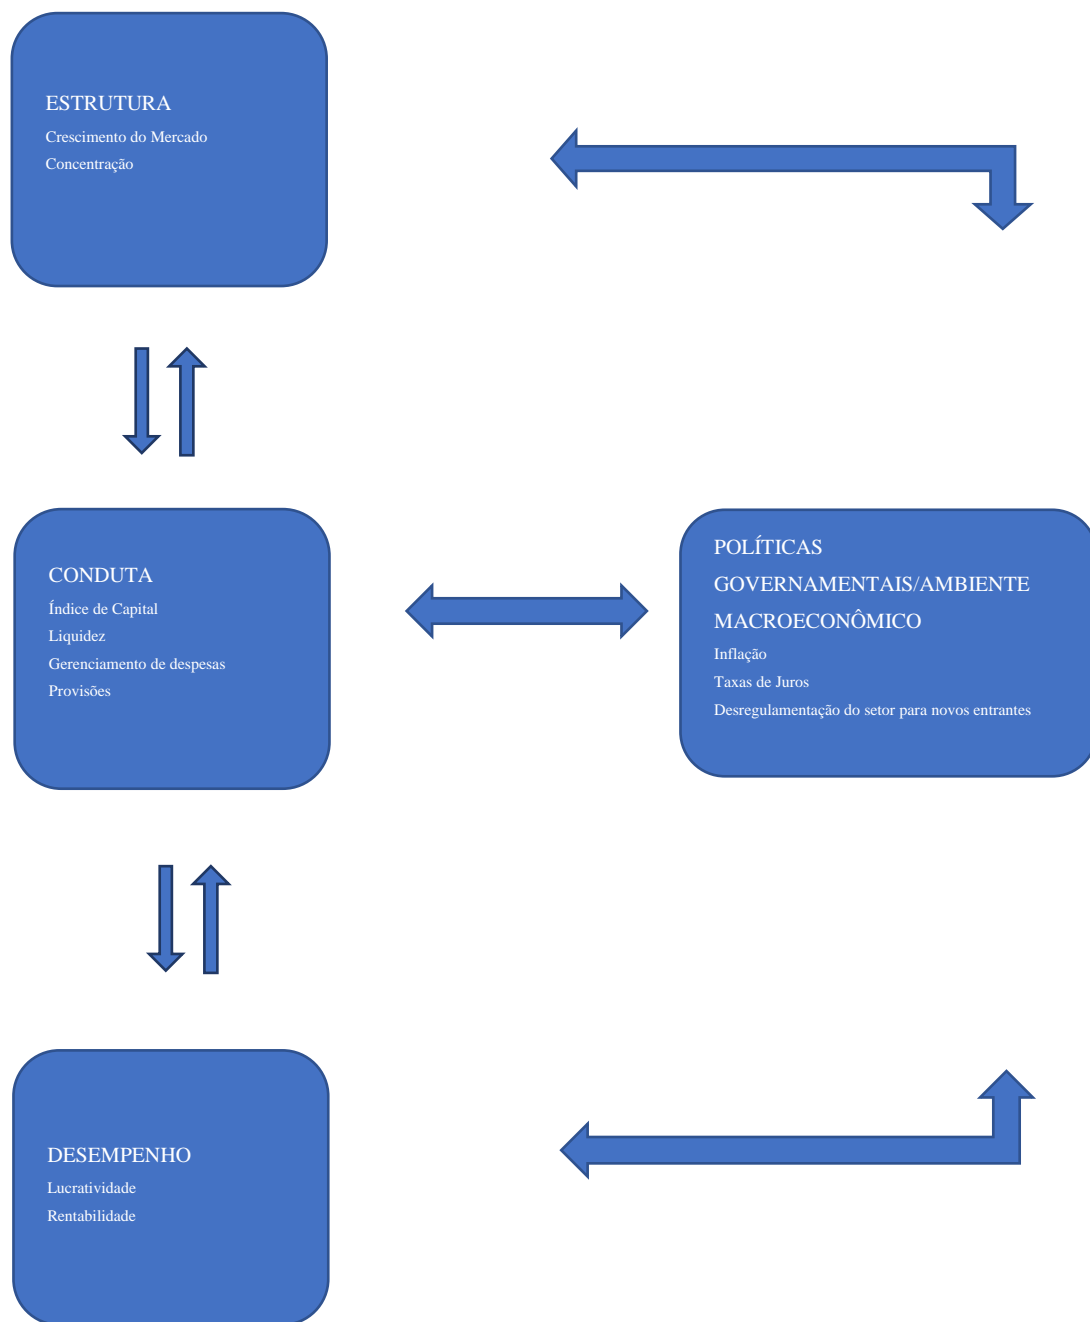 ESTRUTURA
Crescimento do Mercado
Concentração
CONDUTA
Índice de Capital
Liquidez
Gerenciamento de despesas
Provisões
POLÍTICAS
GOVERNAMENTAIS/AMBIENTE
MACROECONÔMICO
Inflação
Taxas de Juros
Desregulamentação do setor para novos entrantes
DESEMPENHO
Lucratividade
Rentabilidade